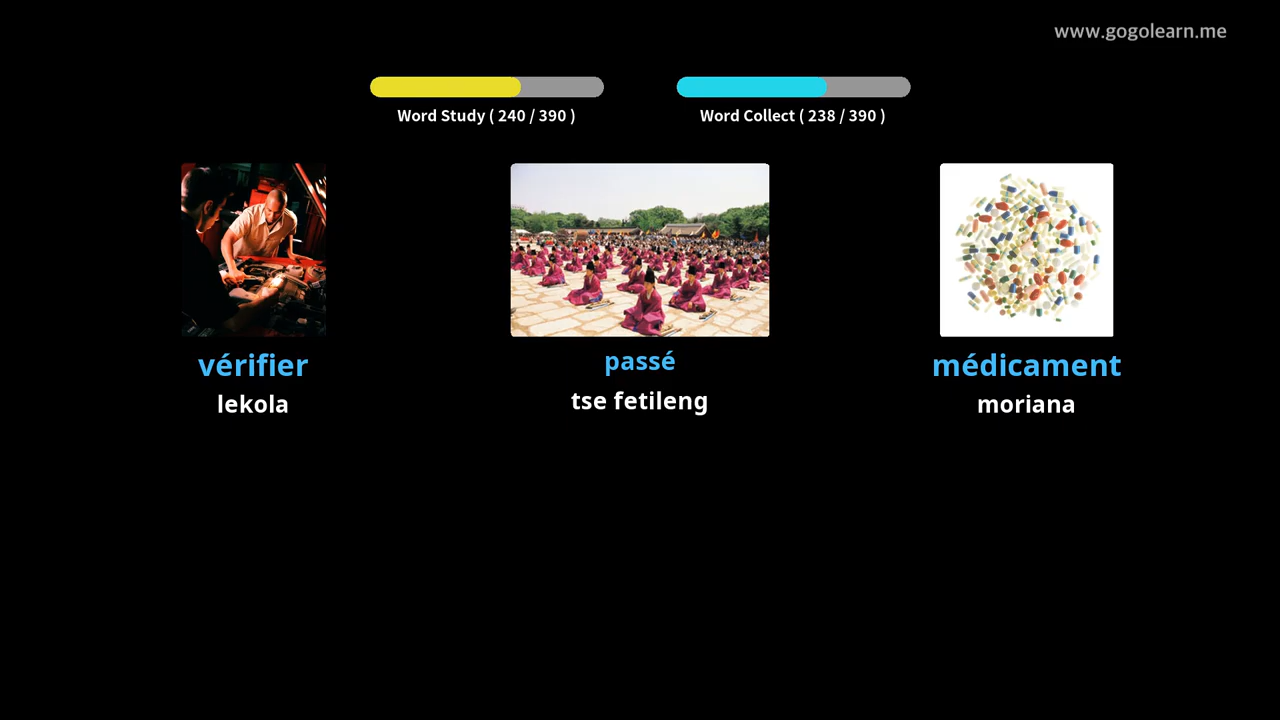 www.gogolearn.me
Word Study ( 240 / 390 )
Word Collect ( 238 / 390 )
vérifier
lekola
passé
tse fetileng
médicament
moriana